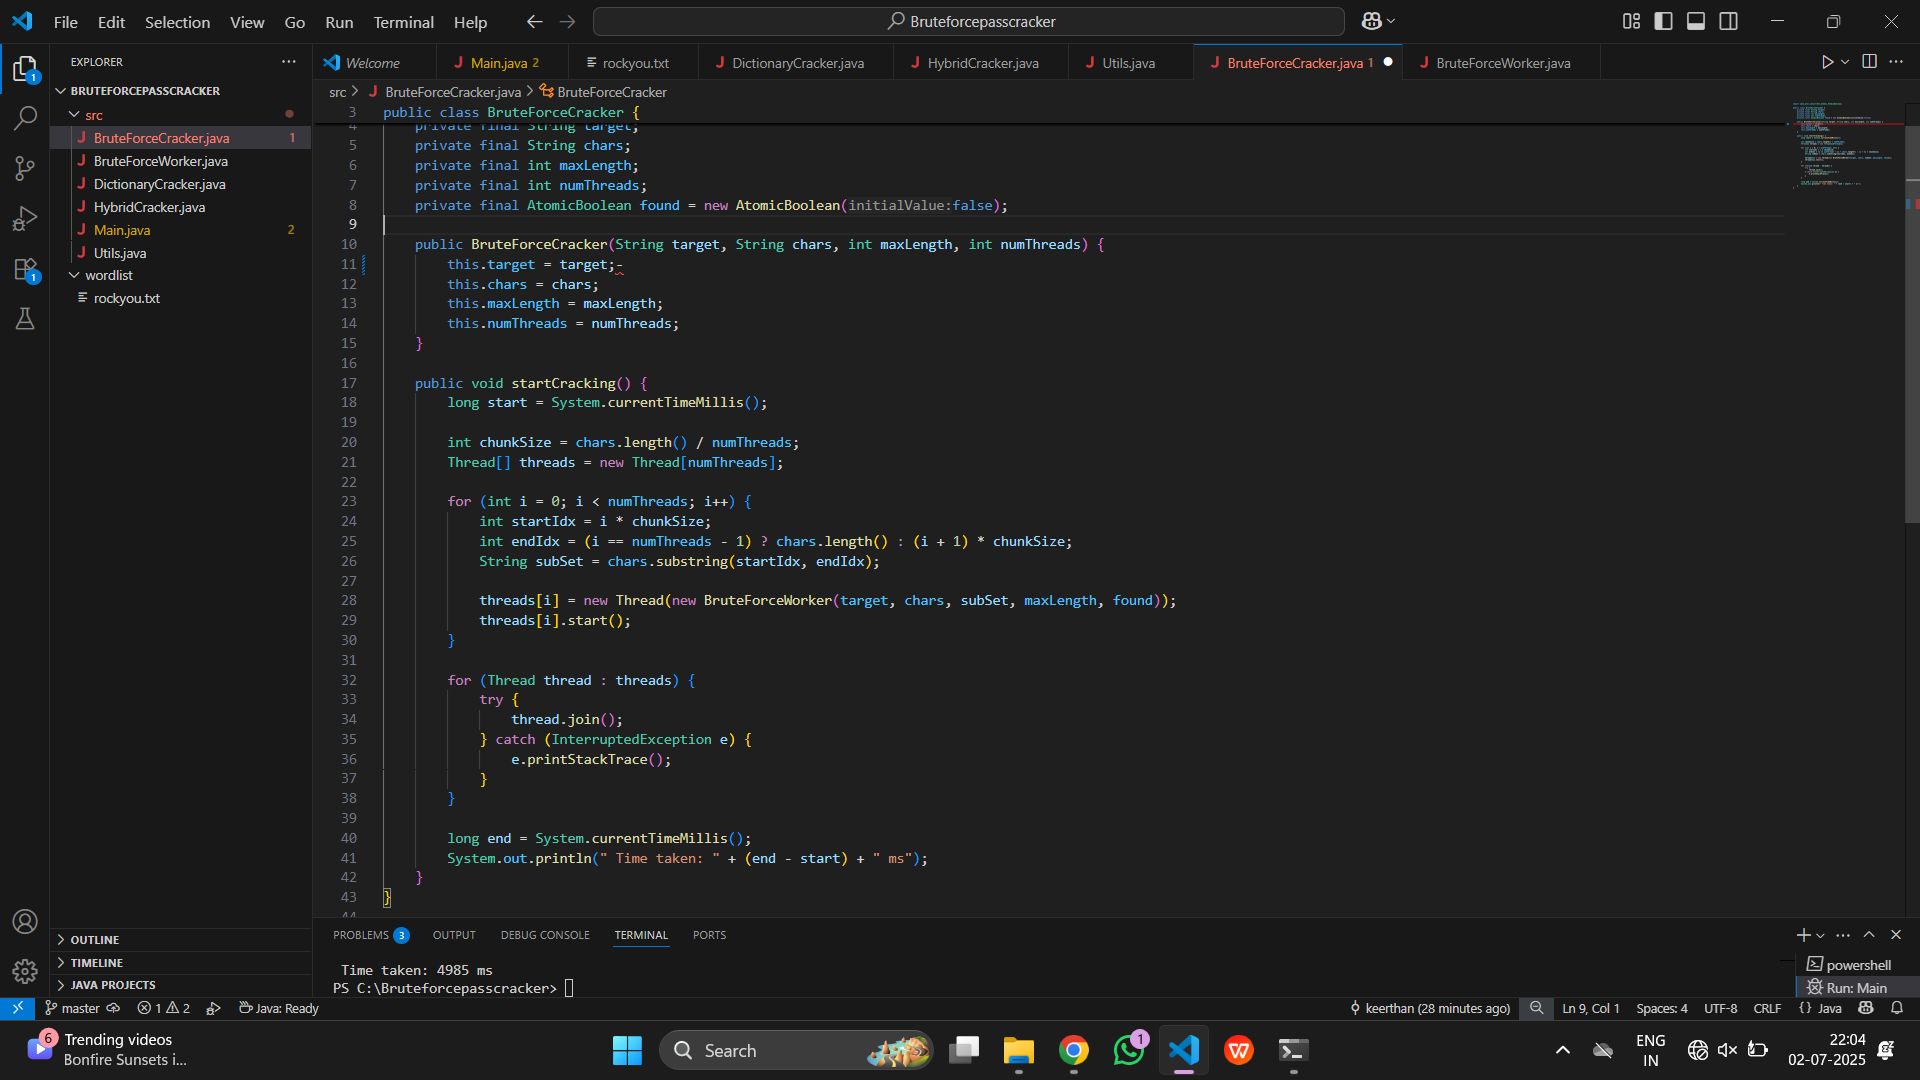 File Edit Selection View Go Run Terminal Help
Bruteforcepasscracker
EXPLORER
BRUTEFORCEPASSCRACKER
src
BruteForceCracker.java 1
BruteForceWorker.java
DictionaryCracker.java
HybridCracker.java
Main.java 2
Utils.java
wordlist
rockyou.txt
OUTLINE
TIMELINE
JAVA PROJECTS
Welcome Main.java 2 rockyou.txt DictionaryCracker.java HybridCracker.java Utils.java BruteForceCracker.java 1 BruteForceWorker.java
src > BruteForceCracker.java > BruteForceCracker
3 public class BruteForceCracker {
4 private final String target;
5 private final String chars;
6 private final int maxLength;
7 private final int numThreads;
8 private final AtomicBoolean found = new AtomicBoolean(initialValue:false);
9
10 public BruteForceCracker(String target, String chars, int maxLength, int numThreads) {
11 this.target = target;-
12 this.chars = chars;
13 this.maxLength = maxLength;
14 this.numThreads = numThreads;
15 }
16
17 public void startCracking() {
18 long start = System.currentTimeMillis();
19
20 int chunkSize = chars.length() / numThreads;
21 Thread[] threads = new Thread[numThreads];
22
23 for (int i = 0; i < numThreads; i++) {
24 int startIdx = i * chunkSize;
25 int endIdx = (i == numThreads - 1) ? chars.length() : (i + 1) * chunkSize;
26 String subSet = chars.substring(startIdx, endIdx);
27
28 threads[i] = new Thread(new BruteForceWorker(target, chars, subSet, maxLength, found));
29 threads[i].start();
30 }
31
32 for (Thread thread : threads) {
33 try {
34 thread.join();
35 } catch (InterruptedException e) {
36 e.printStackTrace();
37 }
38 }
39
40 long end = System.currentTimeMillis();
41 System.out.println(" Time taken: " + (end - start) + " ms");
42 }
43 }
44
PROBLEMS 3 OUTPUT DEBUG CONSOLE TERMINAL PORTS
Time taken: 4985 ms
PS C:\Bruteforcepasscracker>
powershell
Run: Main
master 1 2 Java: Ready keerthan (28 minutes ago) Ln 9, Col 1 Spaces: 4 UTF-8 CRLF {} Java
6 Trending videos
Bonfire Sunsets i...
Search
1
ENG
IN
22:04
02-07-2025